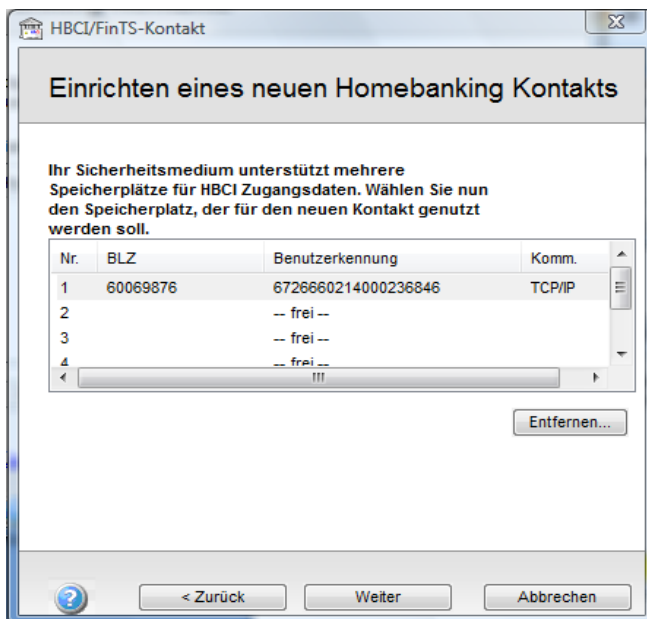 HBCI/FinTS-Kontakt
Einrichten eines neuen Homebanking Kontakts
Ihr Sicherheitsmedium unterstützt mehrere
Speicherplätze für HBCI Zugangsdaten. Wählen Sie nun
den Speicherplatz, der für den neuen Kontakt genutzt
werden soll.
Nr. BLZ Benutzerkennung Komm.
1 60069876 6726660214000236846 TCP/IP
2 -- frei --
3 -- frei --
4 -- frei --
Entfernen...
< Zurück Weiter Abbrechen